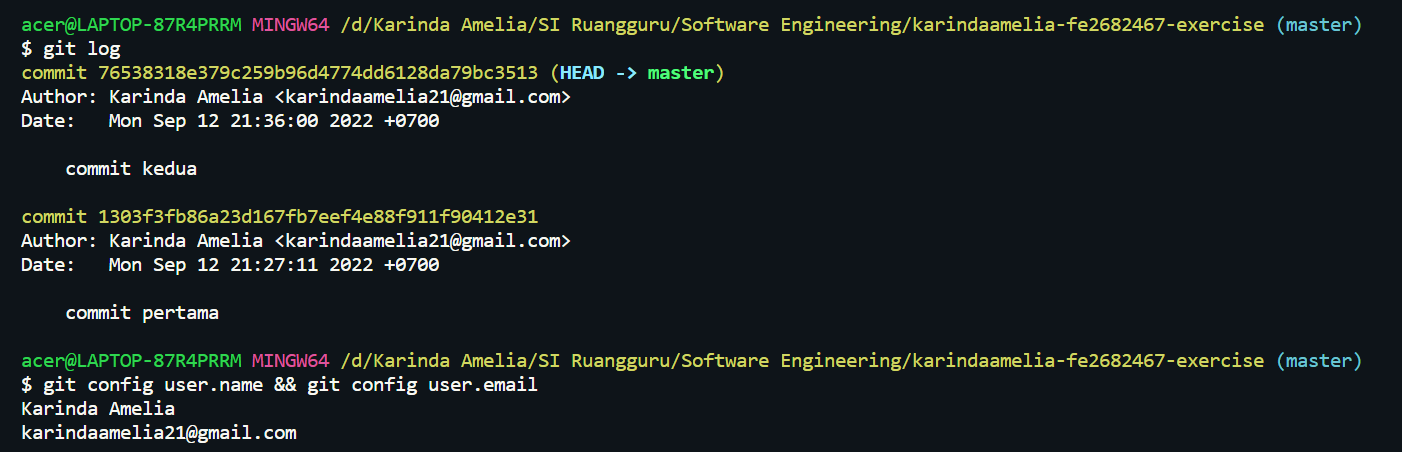 acer@LAPTOP-87R4PRRM MINGW64 /d/Karinda Amelia/SI Ruangguru/Software Engineering/karindaamelia-fe2682467-exercise (master)
$ git log
commit 76538318e379c259b96d4774dd6128da79bc3513 (HEAD -> master)
Author: Karinda Amelia <karindaamelia21@gmail.com>
Date:   Mon Sep 12 21:36:00 2022 +0700
    commit kedua
commit 1303f3fb86a23d167fb7eef4e88f911f90412e31
Author: Karinda Amelia <karindaamelia21@gmail.com>
Date:   Mon Sep 12 21:27:11 2022 +0700
    commit pertama
acer@LAPTOP-87R4PRRM MINGW64 /d/Karinda Amelia/SI Ruangguru/Software Engineering/karindaamelia-fe2682467-exercise (master)
$ git config user.name && git config user.email
Karinda Amelia
karindaamelia21@gmail.com